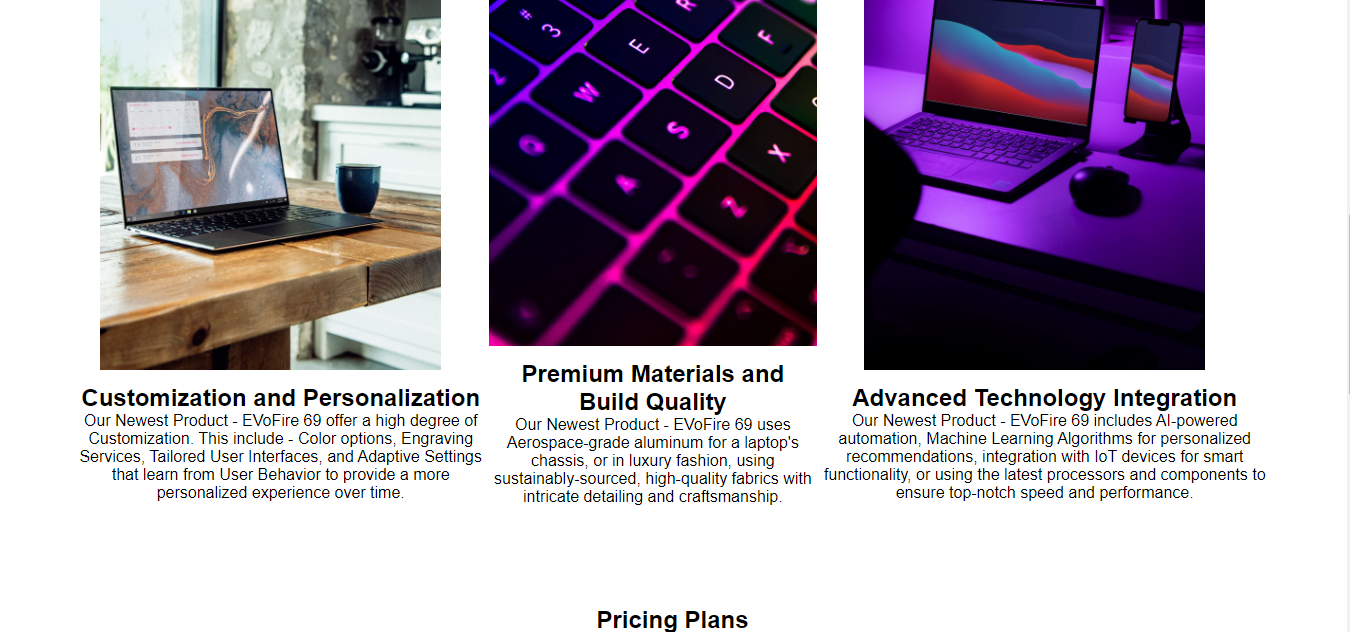 # 3 E R F
2 W D
Q S X
A Z
Customization and Personalization
Our Newest Product - EVoFire 69 offer a high degree of
Customization. This include - Color options, Engraving
Services, Tailored User Interfaces, and Adaptive Settings
that learn from User Behavior to provide a more
personalized experience over time.
Premium Materials and
Build Quality
Our Newest Product - EVoFire 69 uses
Aerospace-grade aluminum for a laptop's
chassis, or in luxury fashion, using
sustainably-sourced, high-quality fabrics with
intricate detailing and craftsmanship.
Advanced Technology Integration
Our Newest Product - EVoFire 69 includes AI-powered
automation, Machine Learning Algorithms for personalized
recommendations, integration with IoT devices for smart
functionality, or using the latest processors and components to
ensure top-notch speed and performance.
Pricing Plans